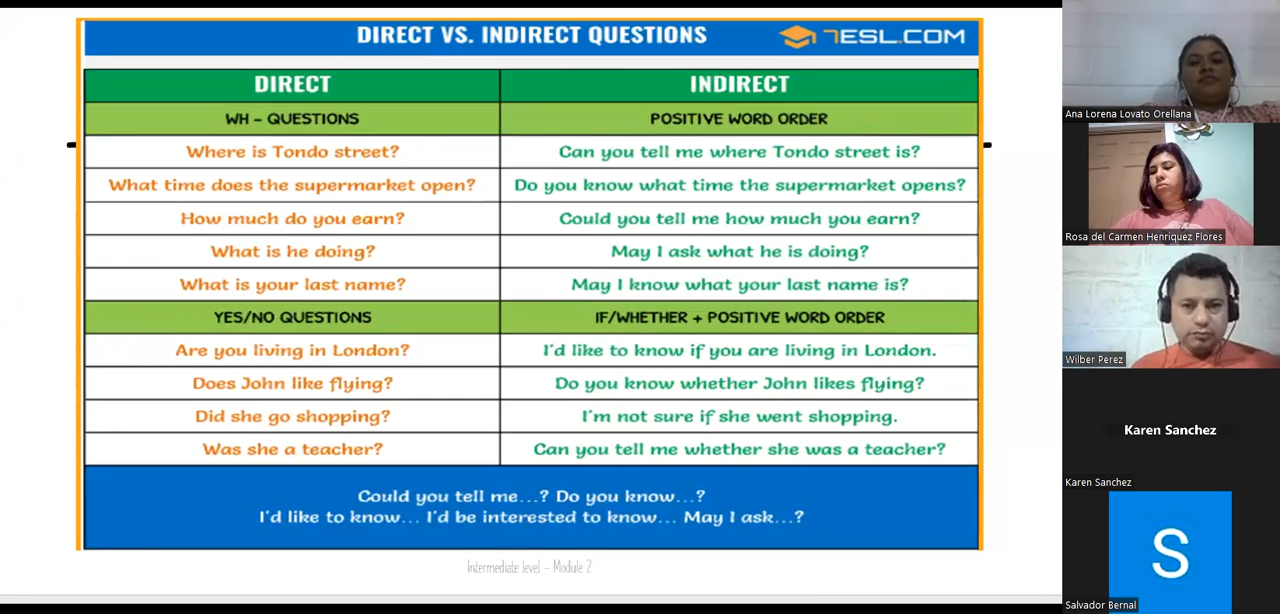 DIRECT VS. INDIRECT QUESTIONS
7ESL.COM
DIRECT
INDIRECT
WH – QUESTIONS
POSITIVE WORD ORDER
Where is Tondo street?
Can you tell me where Tondo street is?
What time does the supermarket open?
Do you know what time the supermarket opens?
How much do you earn?
Could you tell me how much you earn?
What is he doing?
May I ask what he is doing?
What is your last name?
May I know what your last name is?
YES/NO QUESTIONS
IF/WHETHER + POSITIVE WORD ORDER
Are you living in London?
I'd like to know if you are living in London.
Does John like flying?
Do you know whether John likes flying?
Did she go shopping?
I'm not sure if she went shopping.
Was she a teacher?
Can you tell me whether she was a teacher?
Could you tell me...? Do you know...?
I'd like to know... I'd be interested to know... May I ask...?
Intermediate level – Module 2
Ana Lorena Lovato Orellana
Rosa del Carmen Henriquez Flores
Wilber Perez
Karen Sanchez
Karen Sanchez
S
Salvador Bernal